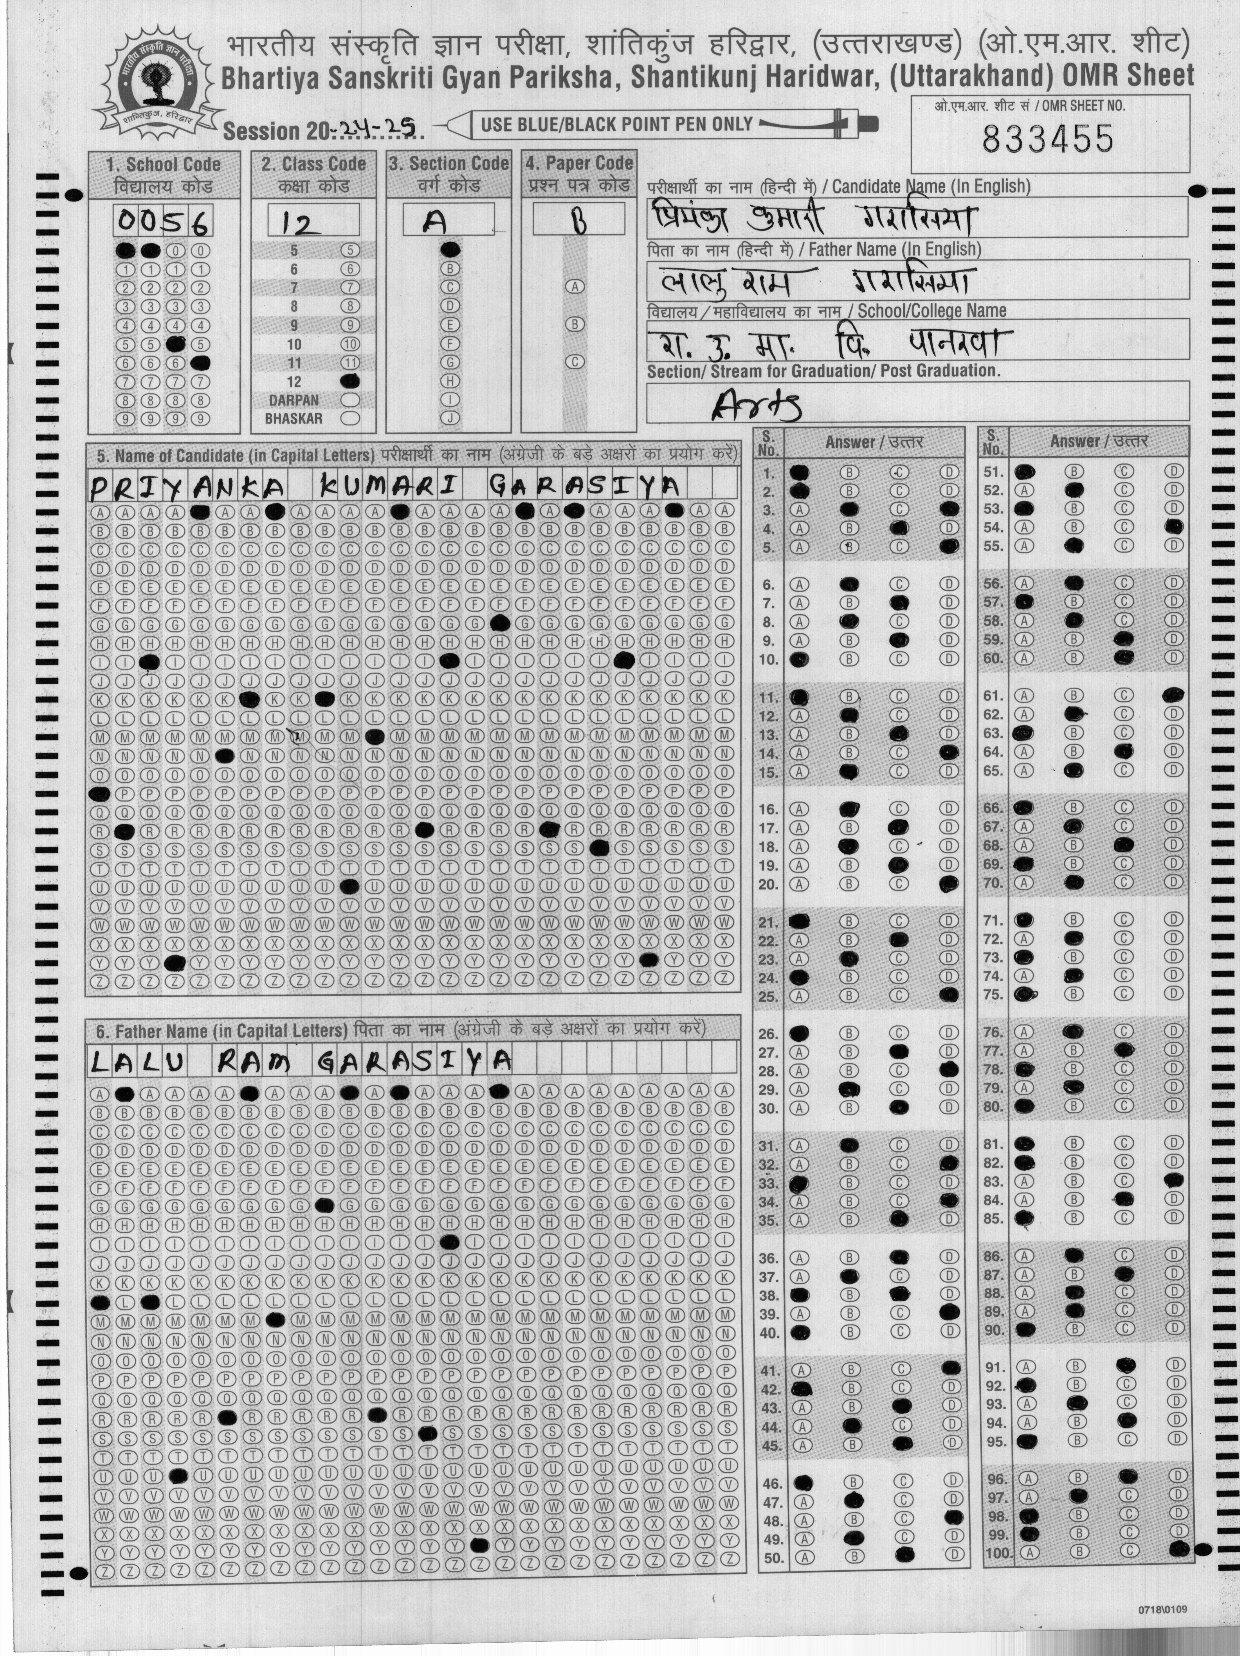 भारतीय संस्कृति ज्ञान परीक्षा, शांतिकुंज हरिद्वार, (उत्तराखण्ड) (ओ.एम.आर. शीट)
Bhartiya Sanskriti Gyan Pariksha, Shantikunj Haridwar, (Uttarakhand) OMR Sheet
Session 20-24-25
USE BLUE/BLACK POINT PEN ONLY
ओ.एम.आर. शीट सं / OMR SHEET NO.
833455
1. School Code
विद्यालय कोड
0056
2. Class Code
कक्षा कोड
12
5
6
7
8
9
10
11
12
DARPAN
BHASKAR
3. Section Code
वर्ग कोड
A
4. Paper Code
प्रश्न पत्र कोड
B
परीक्षार्थी का नाम (हिन्दी में) / Candidate Name (In English)
प्रियंका कुमारी गरासिया
पिता का नाम (हिन्दी में) / Father Name (In English)
लालु राम गरासिया
विद्यालय / महाविद्यालय का नाम / School/College Name
रा. उ. मा. वि. पानरवा
Section/ Stream for Graduation/ Post Graduation.
Arts
5. Name of Candidate (in Capital Letters) परीक्षार्थी का नाम (अंग्रेजी के बड़े अक्षरों का प्रयोग करें)
PRIYANKA KUMARI GARASIYA
6. Father Name (in Capital Letters) पिता का नाम (अंग्रेजी के बड़े अक्षरों का प्रयोग करें)
LALU RAM GARASIYA
S. No. Answer / उत्तर
S. No. Answer / उत्तर
0718\0109